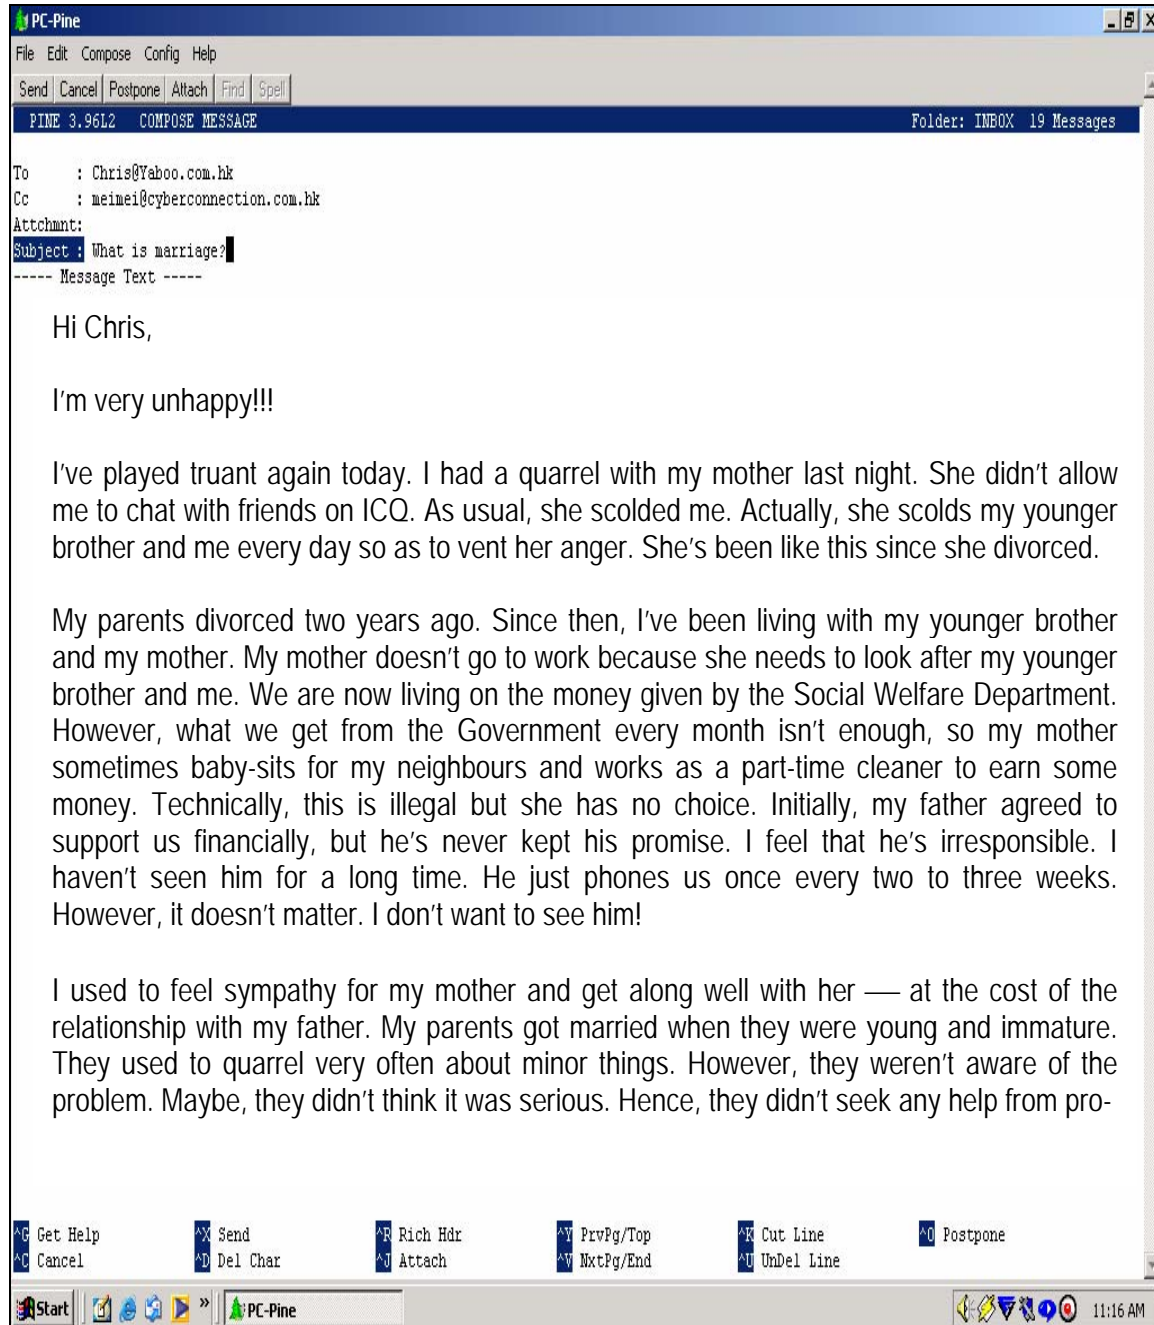 PC-Pine
File Edit Compose Config Help
Send Cancel Postpone Attach Find Spell
PINE 3.96L2 COMPOSE MESSAGE Folder: INBOX 19 Messages
To : Chris@Yaboo.com.hk
Cc : meimei@cyberconnection.com.hk
Attchmnt:
Subject : What is marriage?
----- Message Text -----
Hi Chris,
I'm very unhappy!!!
I've played truant again today. I had a quarrel with my mother last night. She didn't allow
me to chat with friends on ICQ. As usual, she scolded me. Actually, she scolds my younger
brother and me every day so as to vent her anger. She's been like this since she divorced.
My parents divorced two years ago. Since then, I've been living with my younger brother
and my mother. My mother doesn't go to work because she needs to look after my younger
brother and me. We are now living on the money given by the Social Welfare Department.
However, what we get from the Government every month isn't enough, so my mother
sometimes baby-sits for my neighbours and works as a part-time cleaner to earn some
money. Technically, this is illegal but she has no choice. Initially, my father agreed to
support us financially, but he's never kept his promise. I feel that he's irresponsible. I
haven't seen him for a long time. He just phones us once every two to three weeks.
However, it doesn't matter. I don't want to see him!
I used to feel sympathy for my mother and get along well with her — at the cost of the
relationship with my father. My parents got married when they were young and immature.
They used to quarrel very often about minor things. However, they weren't aware of the
problem. Maybe, they didn't think it was serious. Hence, they didn't seek any help from pro-
^G Get Help ^X Send ^R Rich Hdr ^Y PrvPg/Top ^K Cut Line ^O Postpone
^C Cancel ^D Del Char ^J Attach ^V NxtPg/End ^U UnDel Line
Start » PC-Pine 11:16 AM